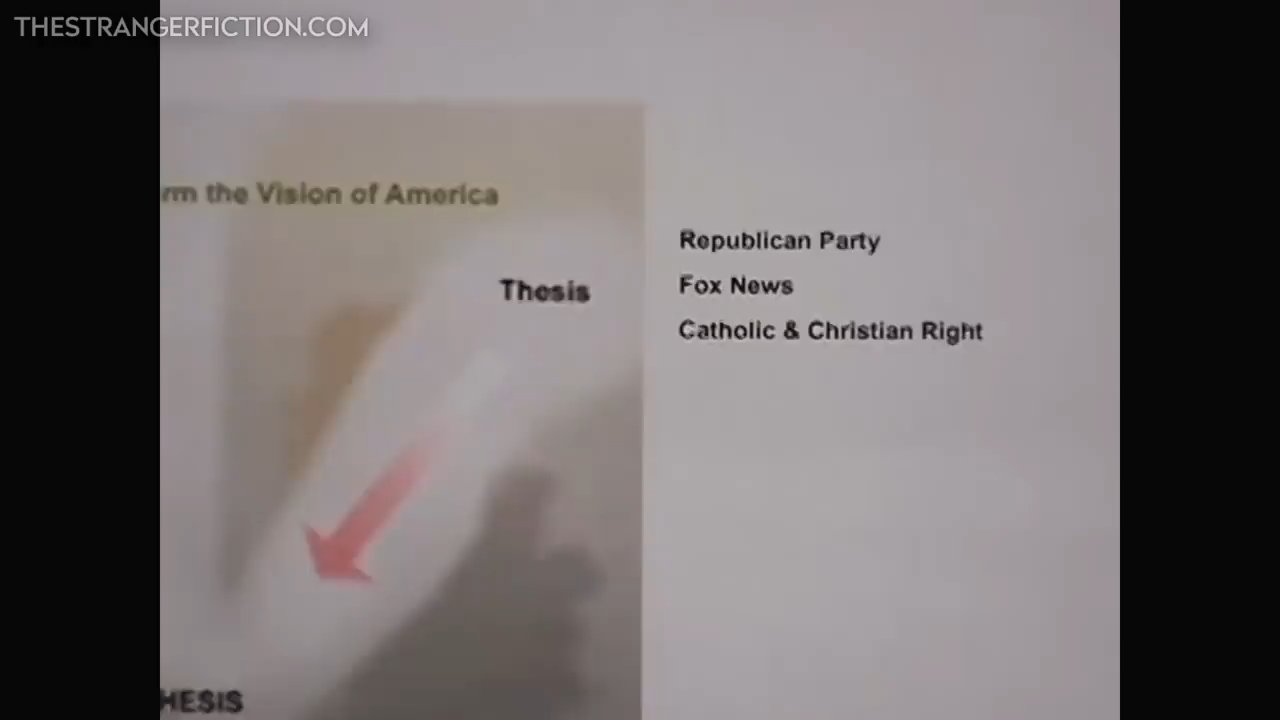 THESTRANGERFICTION.COM
rm the Vision of America
Republican Party
Thesis
Fox News
Catholic & Christian Right
HESIS